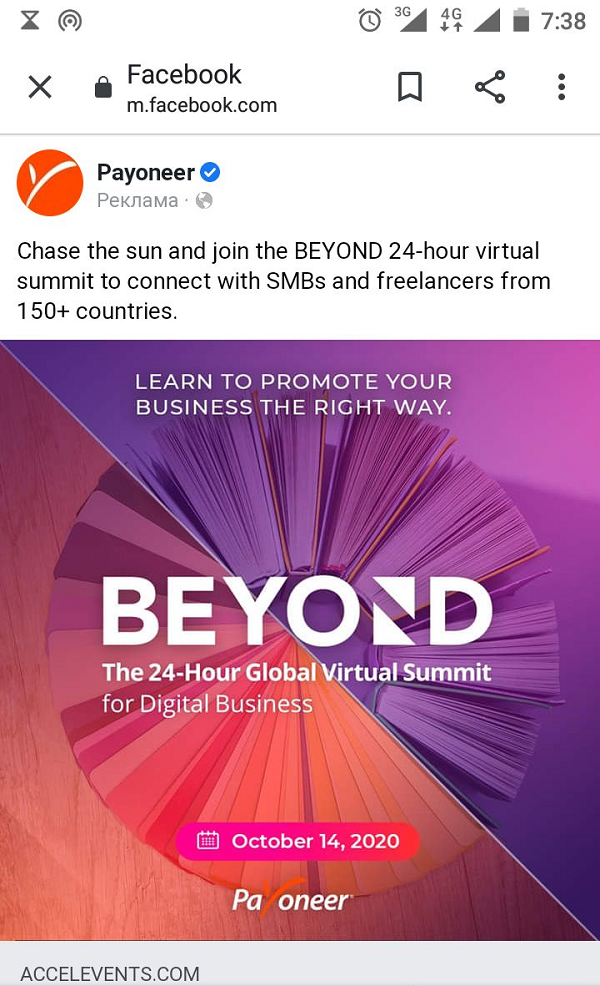 3G 4G 7:38
Facebook
m.facebook.com
Payoneer
Реклама ·
Chase the sun and join the BEYOND 24-hour virtual
summit to connect with SMBs and freelancers from
150+ countries.
LEARN TO PROMOTE YOUR
BUSINESS THE RIGHT WAY.
BEYOND
The 24-Hour Global Virtual Summit
for Digital Business
October 14, 2020
Payoneer
ACCELEVENTS.COM